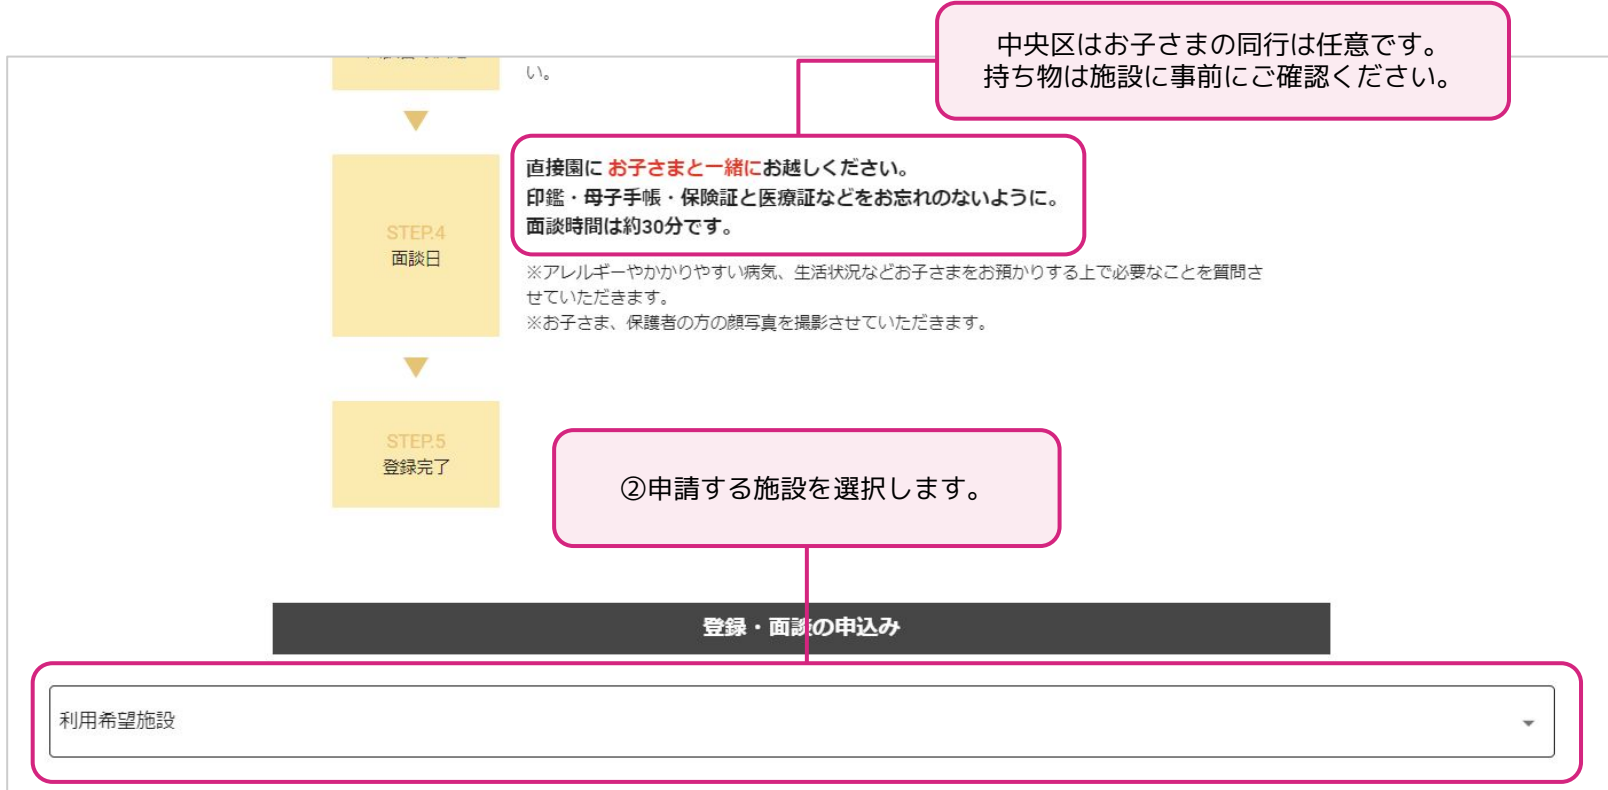 中央区はお子さまの同行は任意です。
持ち物は施設に事前にご確認ください。
い。
直接園に お子さまと一緒にお越しください。
印鑑・母子手帳・保険証と医療証などをお忘れのないように。
面談時間は約30分です。
STEP.4
面談日
※アレルギーやかかりやすい病気、生活状況などお子さまをお預かりする上で必要なことを質問さ
せていただきます。
※お子さま、保護者の方の顔写真を撮影させていただきます。
STEP.5
登録完了
②申請する施設を選択します。
登録・面談の申込み
利用希望施設